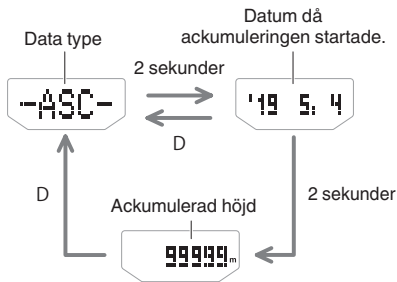 Datum då
ackumuleringen startade.
Data type
2 sekunder
-ASC-
'19 5. 4
D
D
2 sekunder
Ackumulerad höjd
99999m